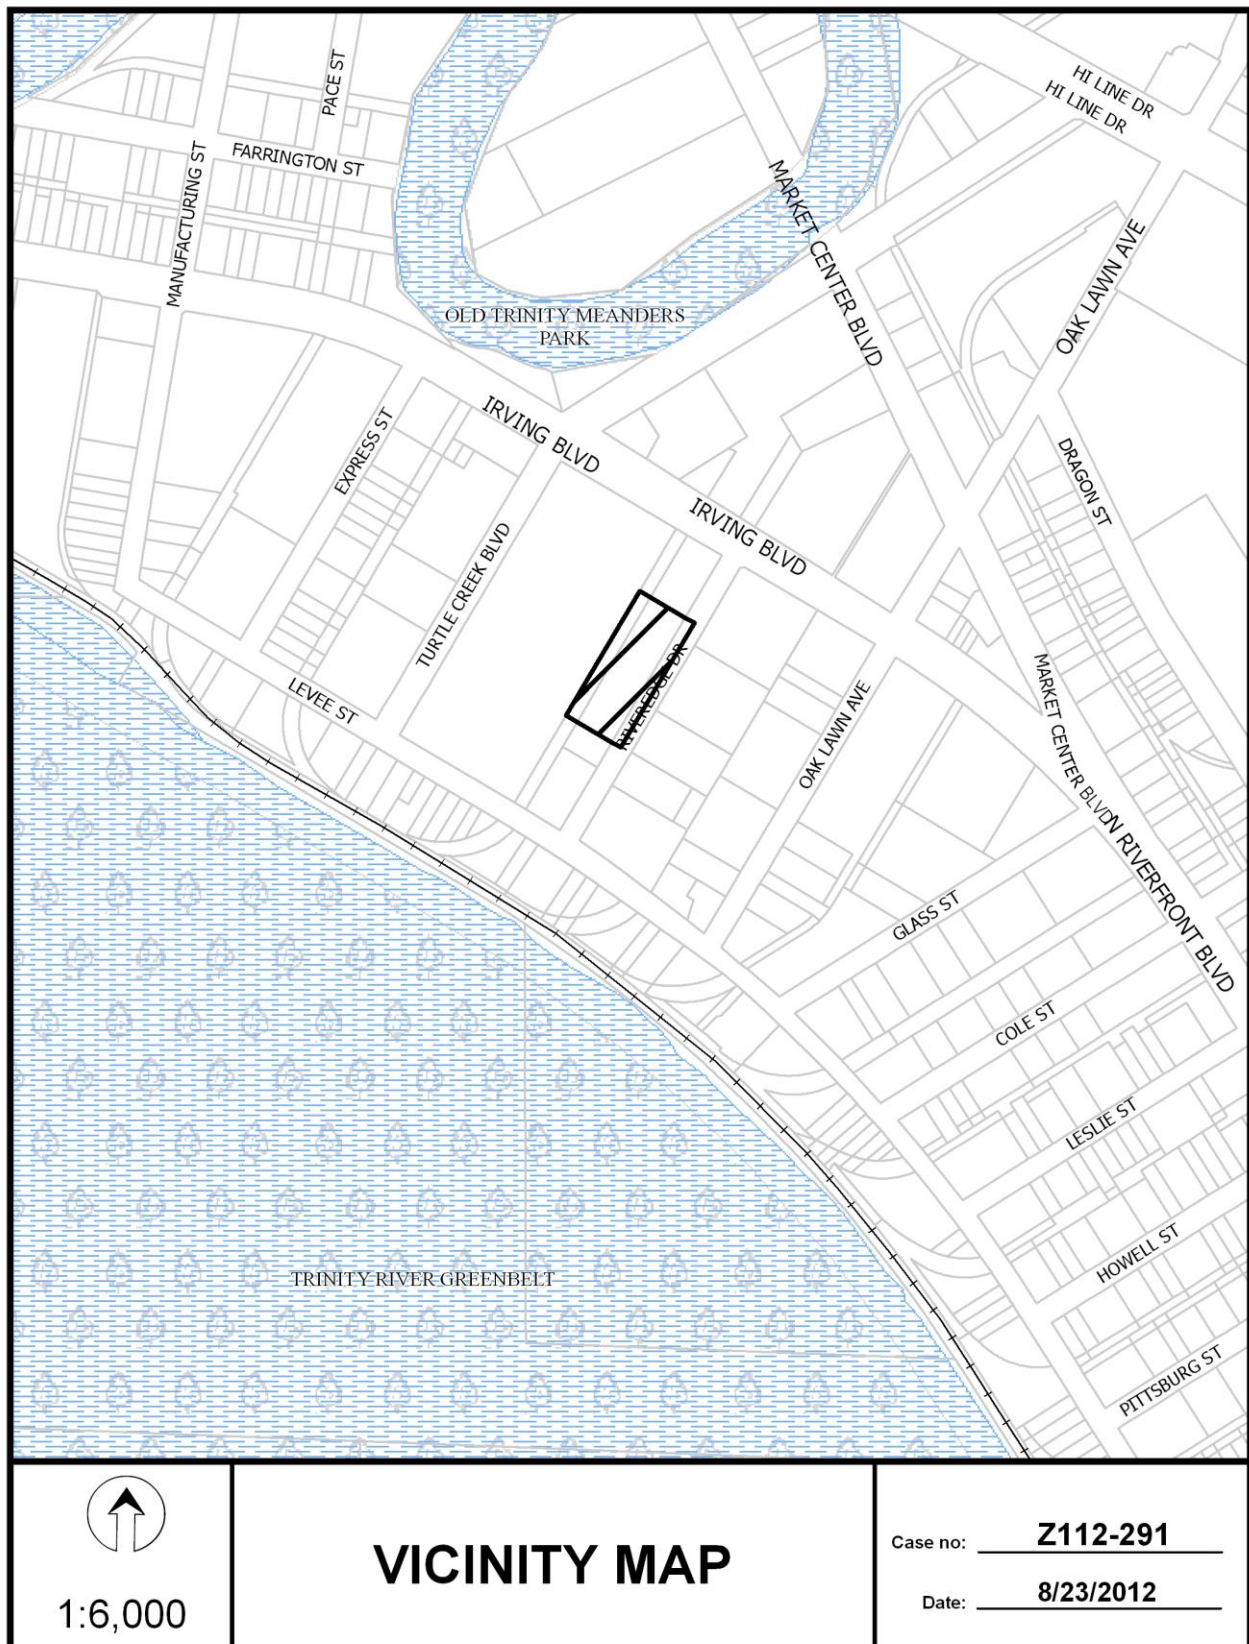 PACE ST
HI LINE DR
HI LINE DR
FARRINGTON ST
MANUFACTURING ST
MARKET CENTER BLVD
OAK LAWN AVE
OLD TRINITY MEANDERS
PARK
IRVING BLVD
EXPRESS ST
DRAGON ST
IRVING BLVD
TURTLE CREEK BLVD
RIVEREDGE DR
LEVEE ST
OAK LAWN AVE
MARKET CENTER BLVD
N RIVERFRONT BLVD
GLASS ST
COLE ST
LESLIE ST
HOWELL ST
TRINITY RIVER GREENBELT
PITTSBURG ST
1:6,000
VICINITY MAP
Case no: Z112-291
Date: 8/23/2012